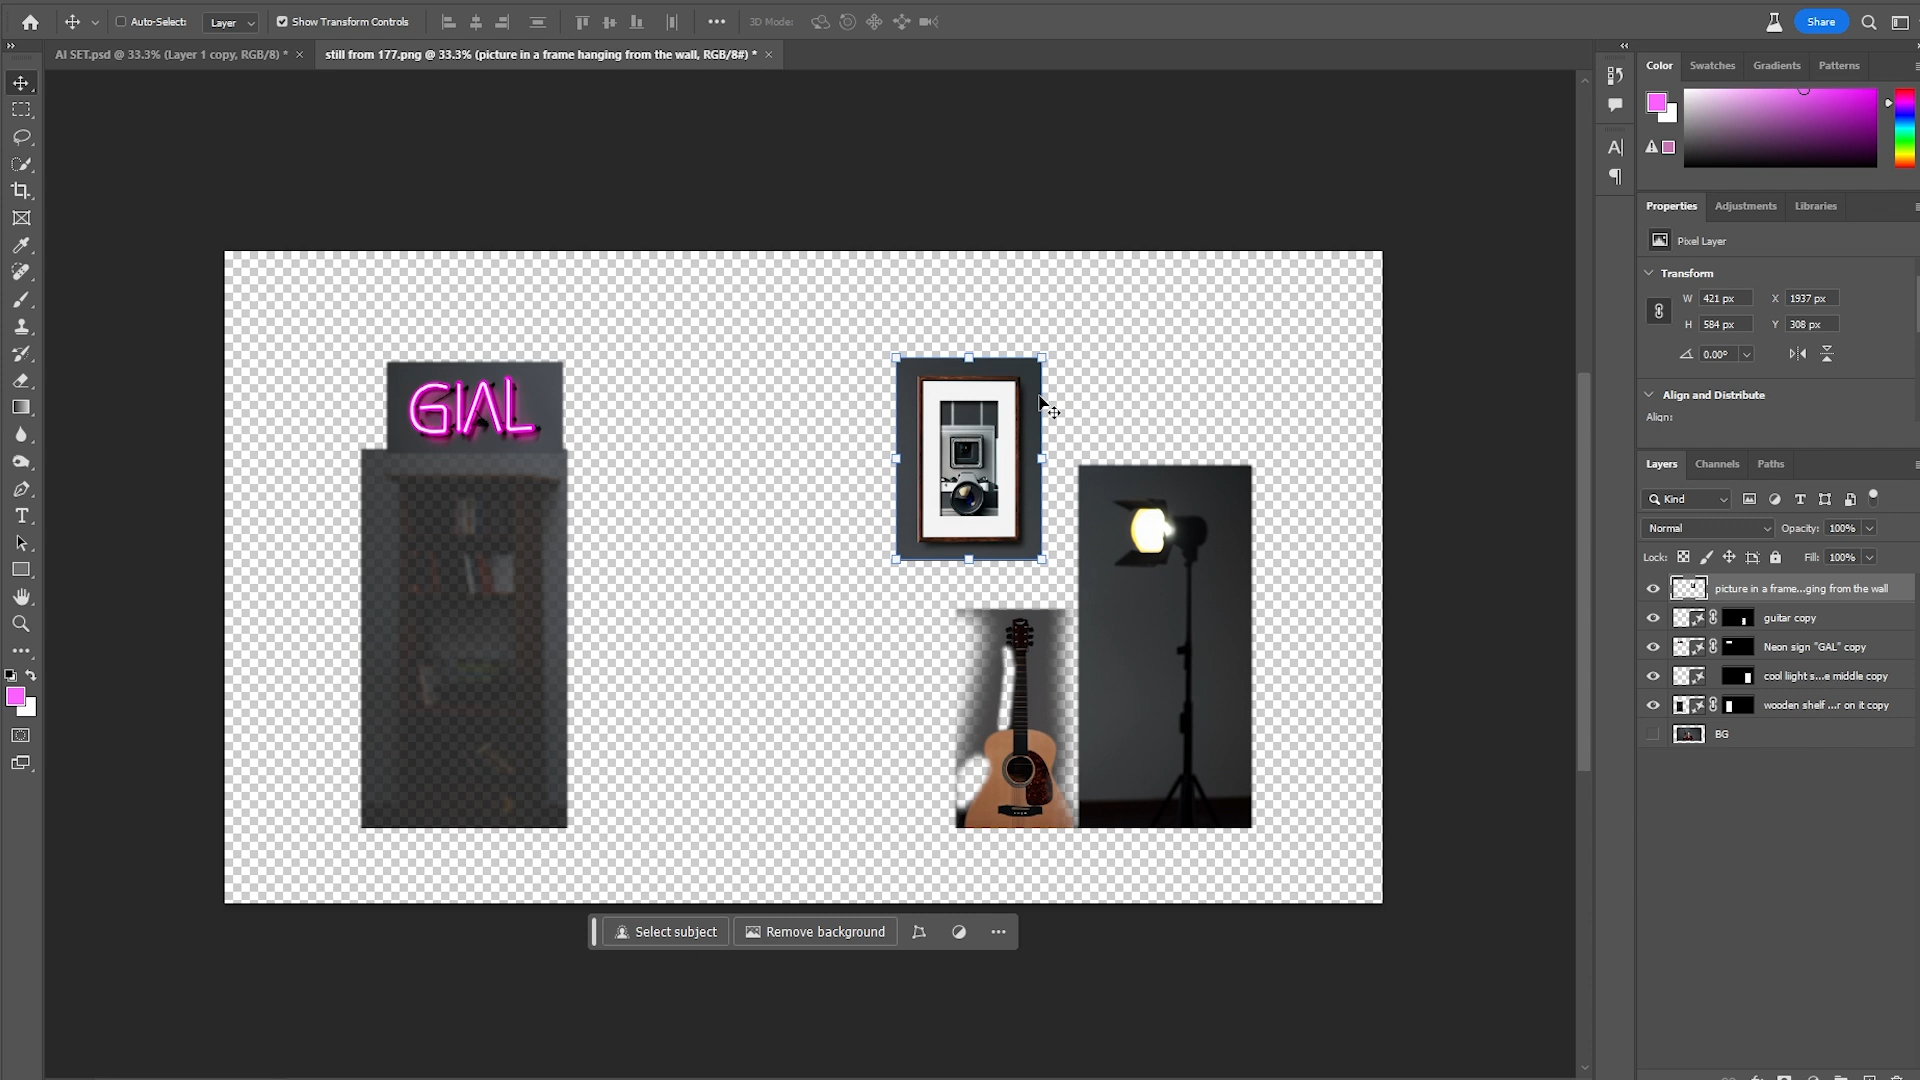 Auto-Select:
Layer
Show Transform Controls
3D Mode:
Share
AI SET.psd @ 33.3% (Layer 1 copy, RGB/8) *
still from 177.png @ 33.3% (picture in a frame hanging from the wall, RGB/8#) *
Color
Swatches
Gradients
Patterns
Properties
Adjustments
Libraries
Pixel Layer
Transform
W 421 px X 1937 px
H 584 px Y 308 px
0.00°
Align and Distribute
Align:
Layers
Channels
Paths
Kind
Normal
Opacity: 100%
Lock:
Fill: 100%
picture in a frame...ging from the wall
guitar copy
Neon sign "GAL" copy
cool liight s...e middle copy
wooden shelf ...r on it copy
BG
Select subject
Remove background